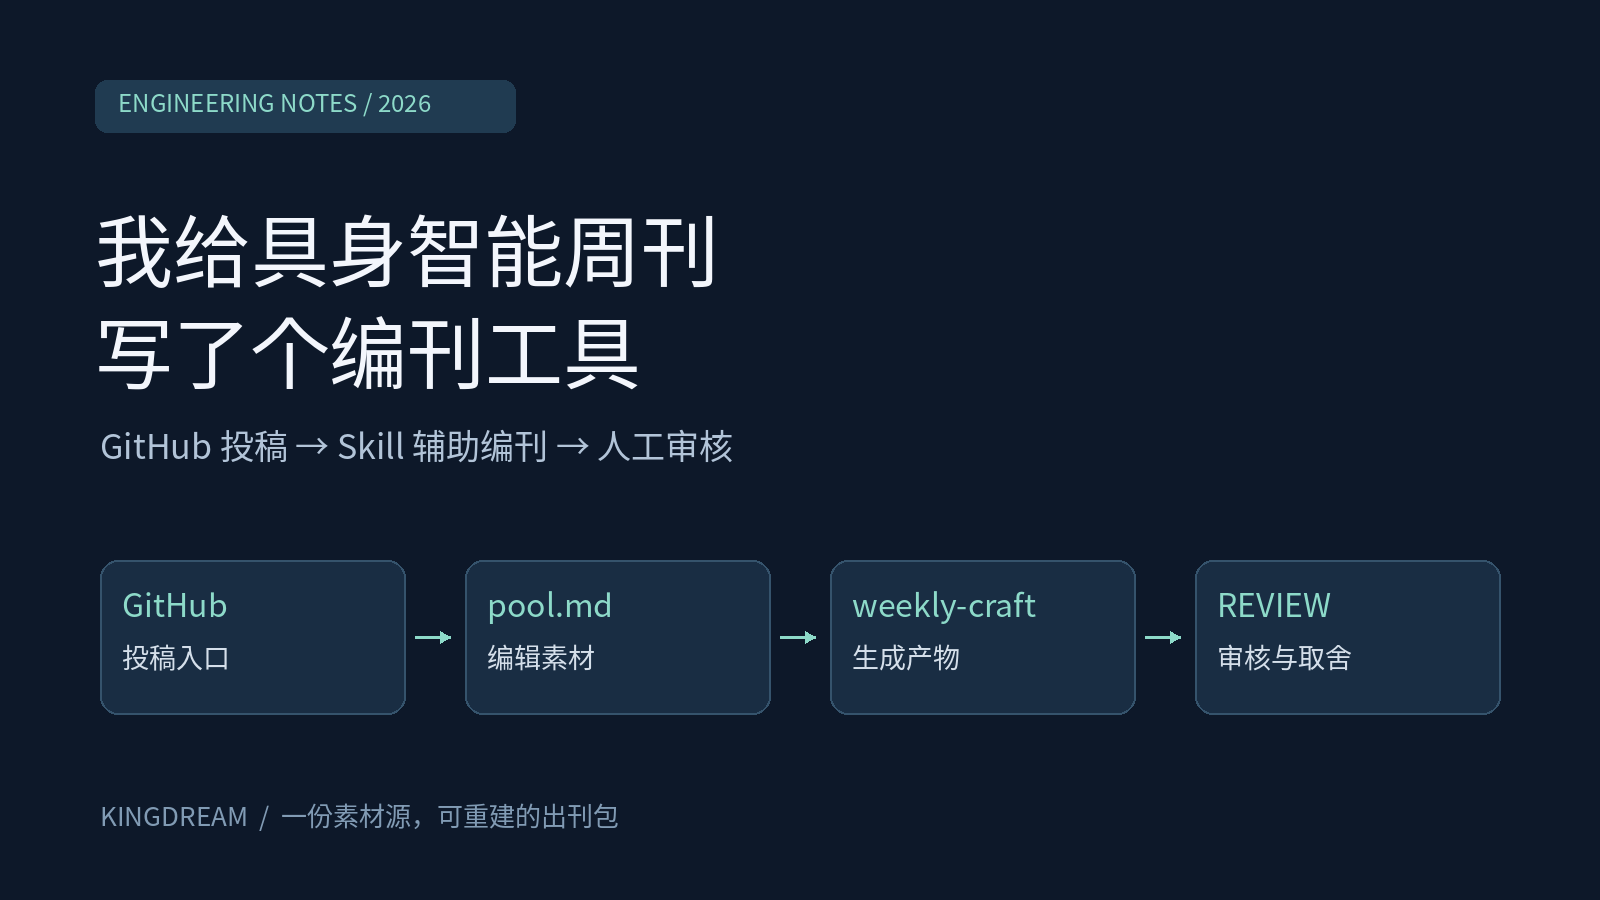 ENGINEERING NOTES / 2026
我给具身智能周刊
写了个编刊工具
GitHub 投稿 → Skill 辅助编刊 → 人工审核
GitHub
投稿入口
pool.md
编辑素材
weekly-craft
生成产物
REVIEW
审核与取舍
KINGDREAM / 一份素材源，可重建的出刊包